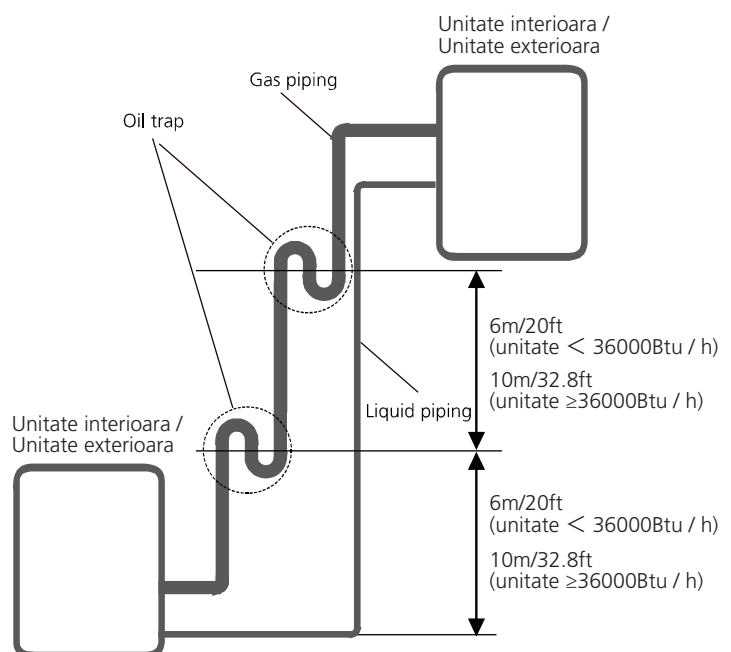 Unitate interioara /
Unitate exterioara
Gas piping
Oil trap
6m/20ft
(unitate < 36000Btu / h)
10m/32.8ft
(unitate ≥36000Btu / h)
Liquid piping
Unitate interioara /
Unitate exterioara
6m/20ft
(unitate < 36000Btu / h)
10m/32.8ft
(unitate ≥36000Btu / h)